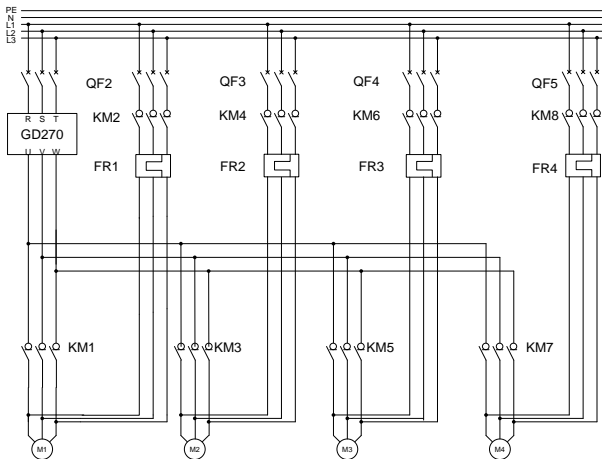 PE
N
L1
L2
L3
QF2 QF3 QF4 QF5
R S T
GD270
U V W
KM2 KM4 KM6 KM8
FR1 FR2 FR3 FR4
KM1 KM3 KM5 KM7
M1 M2 M3 M4